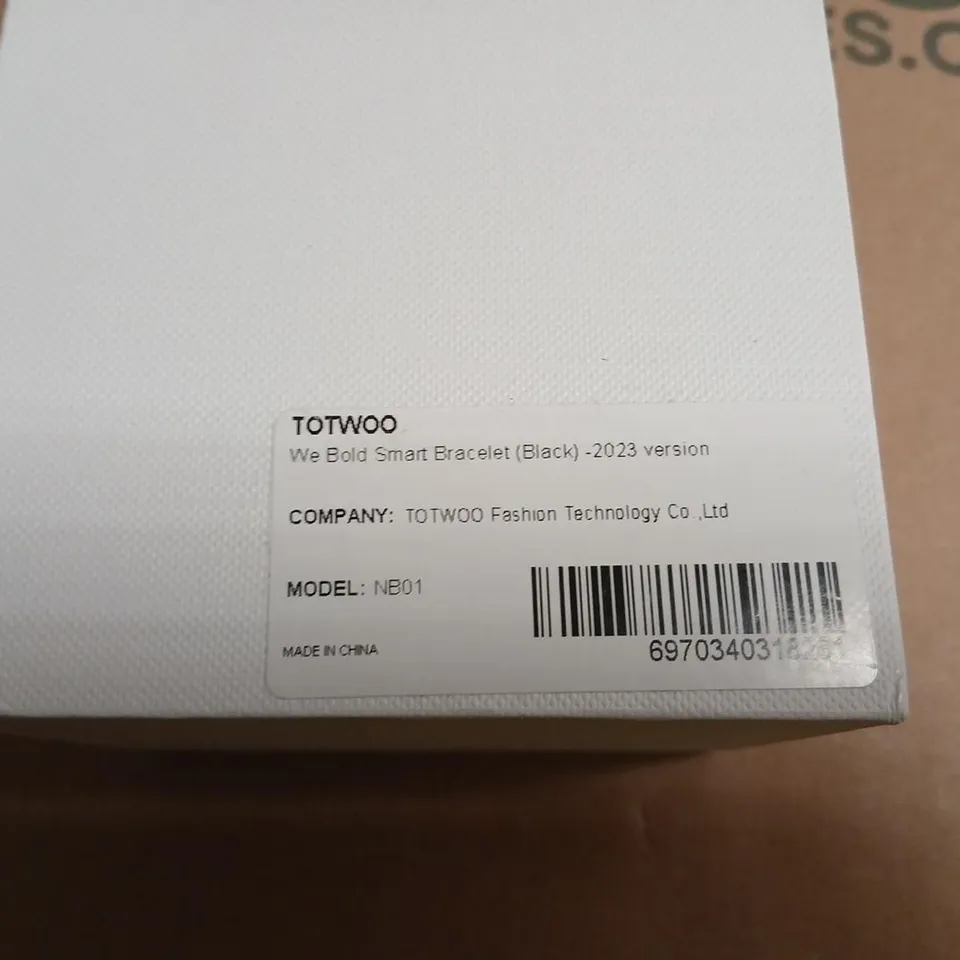 ES.C
TOTWOO
We Bold Smart Bracelet (Black) -2023 version
COMPANY: TOTWOO Fashion Technology Co.,Ltd
MODEL: NB01
MADE IN CHINA